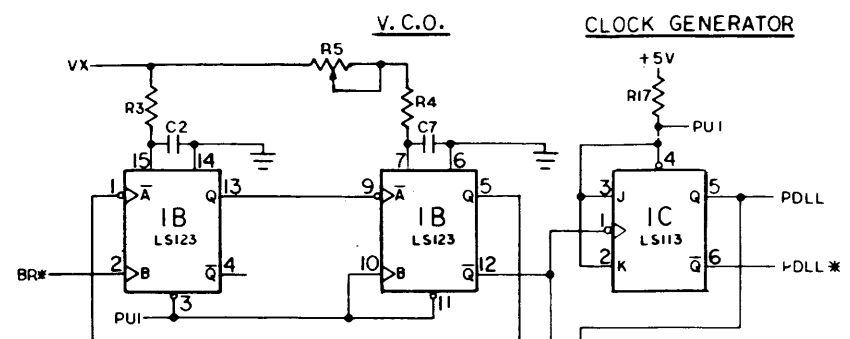 V.C.O.
CLOCK GENERATOR
VX
R5
+5V
R3
R4
R17
PU1
C2
C7
15
14
7
6
4
1
A
Q
13
9
A
Q
5
3
J
Q
5
PDLL
1B
LS123
1B
LS123
1
1C
LS113
BR*
2
B
Q
4
10
B
Q
12
2
K
Q
6
PDLL*
3
11
PU1